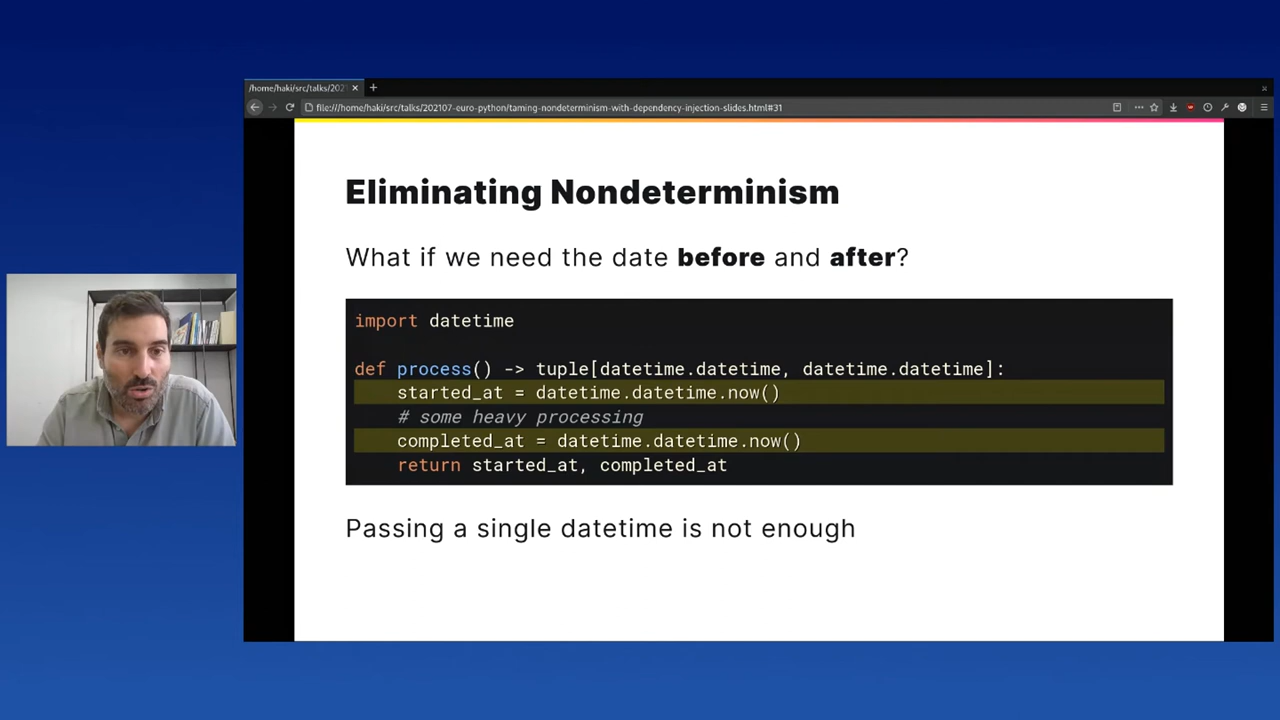 /home/haki/src/talks/202
file:///home/haki/src/talks/202107-euro-python/taming-nondeterminism-with-dependency-injection-slides.html#31
Eliminating Nondeterminism
What if we need the date before and after?
import datetime
def process() -> tuple[datetime.datetime, datetime.datetime]:
started_at = datetime.datetime.now()
# some heavy processing
completed_at = datetime.datetime.now()
return started_at, completed_at
Passing a single datetime is not enough